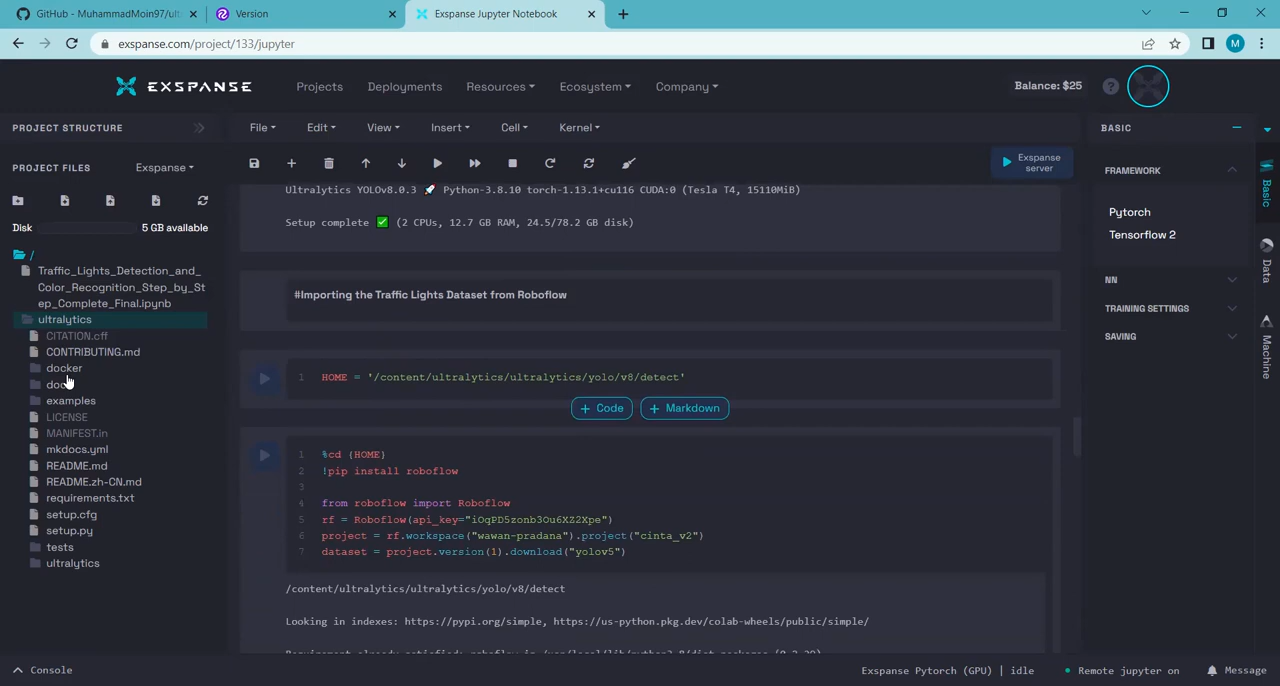 GitHub - MuhammadMoin97/ult
Version
Exspanse Jupyter Notebook
exspanse.com/project/133/jupyter
M
EXSPANSE
Projects
Deployments
Resources
Ecosystem
Company
Balance: $25
PROJECT STRUCTURE
File
Edit
View
Insert
Cell
Kernel
BASIC
PROJECT FILES
Exspanse
Exspanse
server
FRAMEWORK
Pytorch
Tensorflow 2
NN
TRAINING SETTINGS
SAVING
Basic
Data
Machine
Disk
5 GB available
/
Traffic_Lights_Detection_and_
Color_Recognition_Step_by_St
ep_Complete_Final.ipynb
ultralytics
CITATION.cff
CONTRIBUTING.md
docker
examples
LICENSE
MANIFEST.in
mkdocs.yml
README.md
README.zh-CN.md
requirements.txt
setup.cfg
setup.py
tests
ultralytics
Ultralytics YOLOv8.0.3 🚀 Python-3.8.10 torch-1.13.1+cu116 CUDA:0 (Tesla T4, 15110MiB)
Setup complete ✅ (2 CPUs, 12.7 GB RAM, 24.5/78.2 GB disk)
#Importing the Traffic Lights Dataset from Roboflow
1 HOME = '/content/ultralytics/ultralytics/yolo/v8/detect'
+ Code
+ Markdown
1 %cd {HOME}
2 !pip install roboflow
3
4 from roboflow import Roboflow
5 rf = Roboflow(api_key="iOqPD5zonb3Ou6XZ2Xpe")
6 project = rf.workspace("wawan-pradana").project("cinta_v2")
7 dataset = project.version(1).download("yolov5")
/content/ultralytics/ultralytics/yolo/v8/detect
Looking in indexes: https://pypi.org/simple, https://us-python.pkg.dev/colab-wheels/public/simple/
Console
Exspanse Pytorch (GPU) | idle
Remote jupyter on
Message